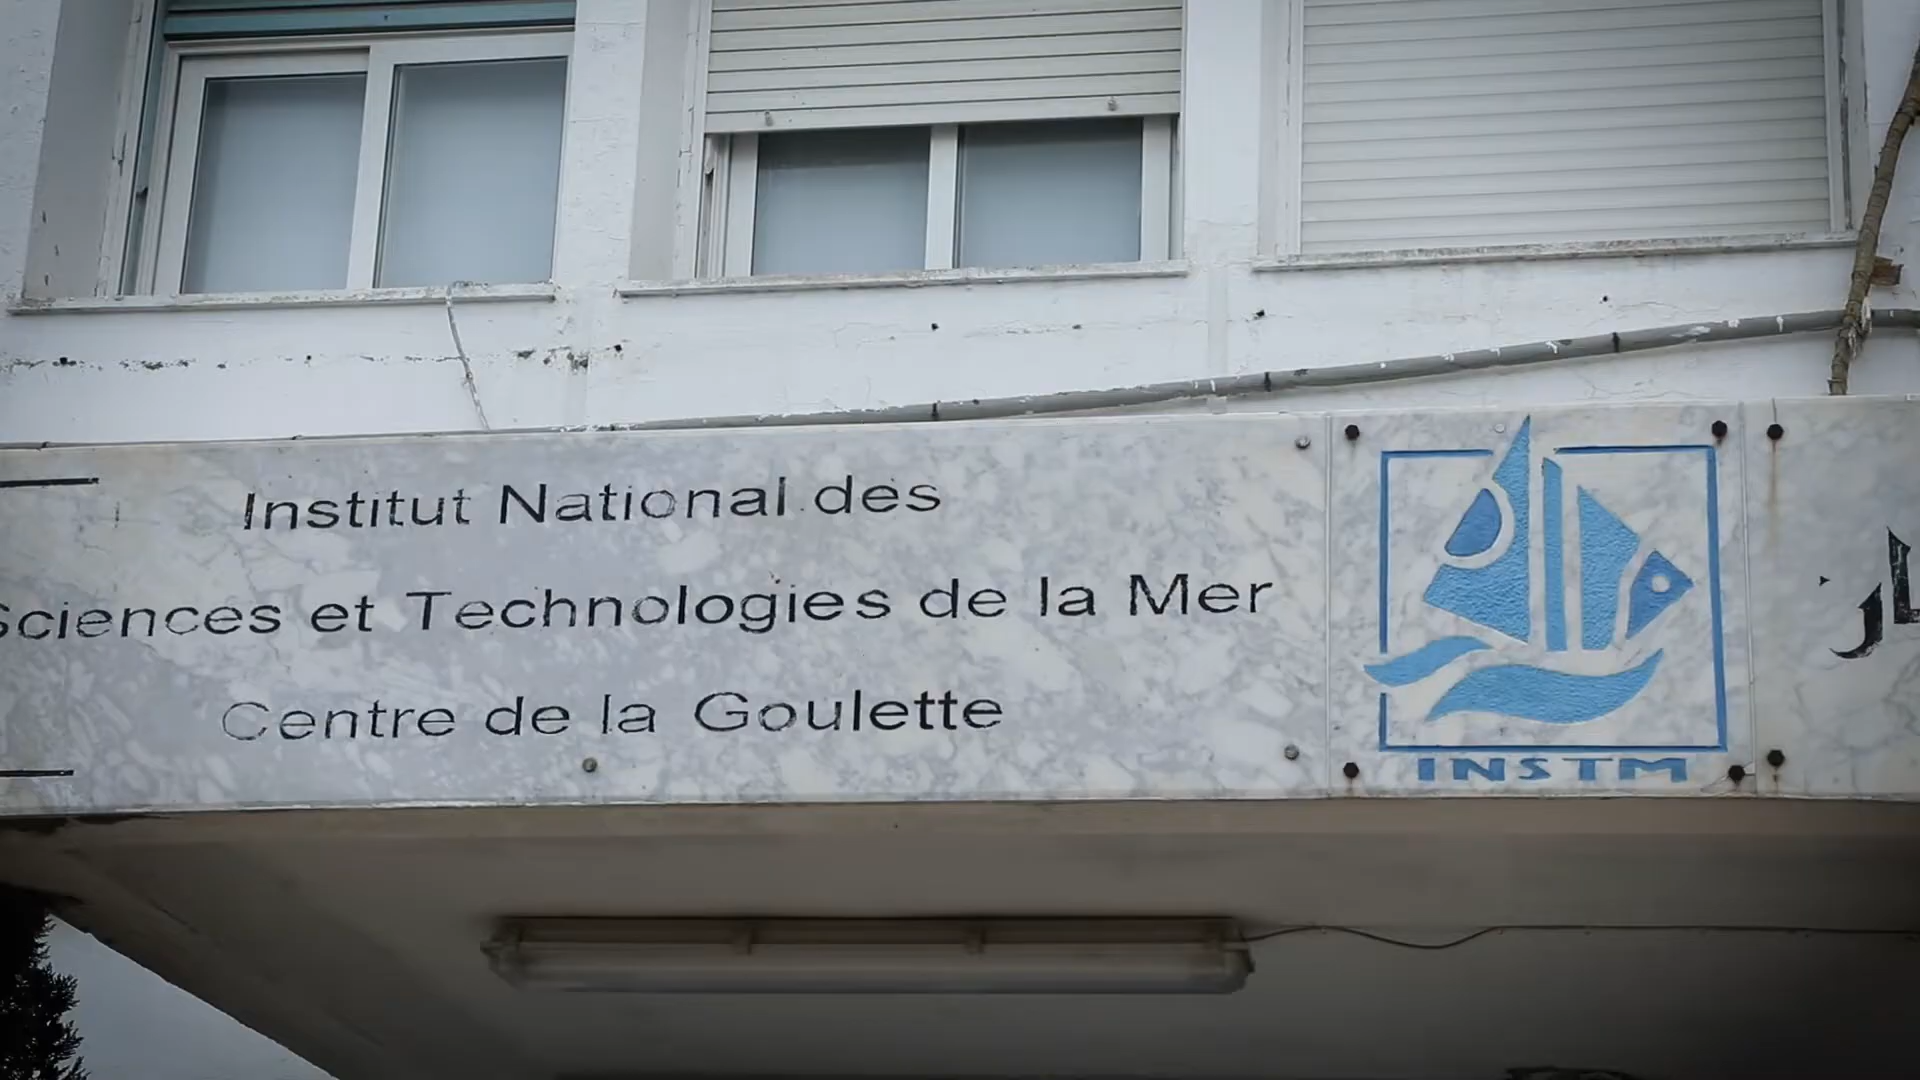 Institut National des
Sciences et Technologies de la Mer
Centre de la Goulette
INSTM